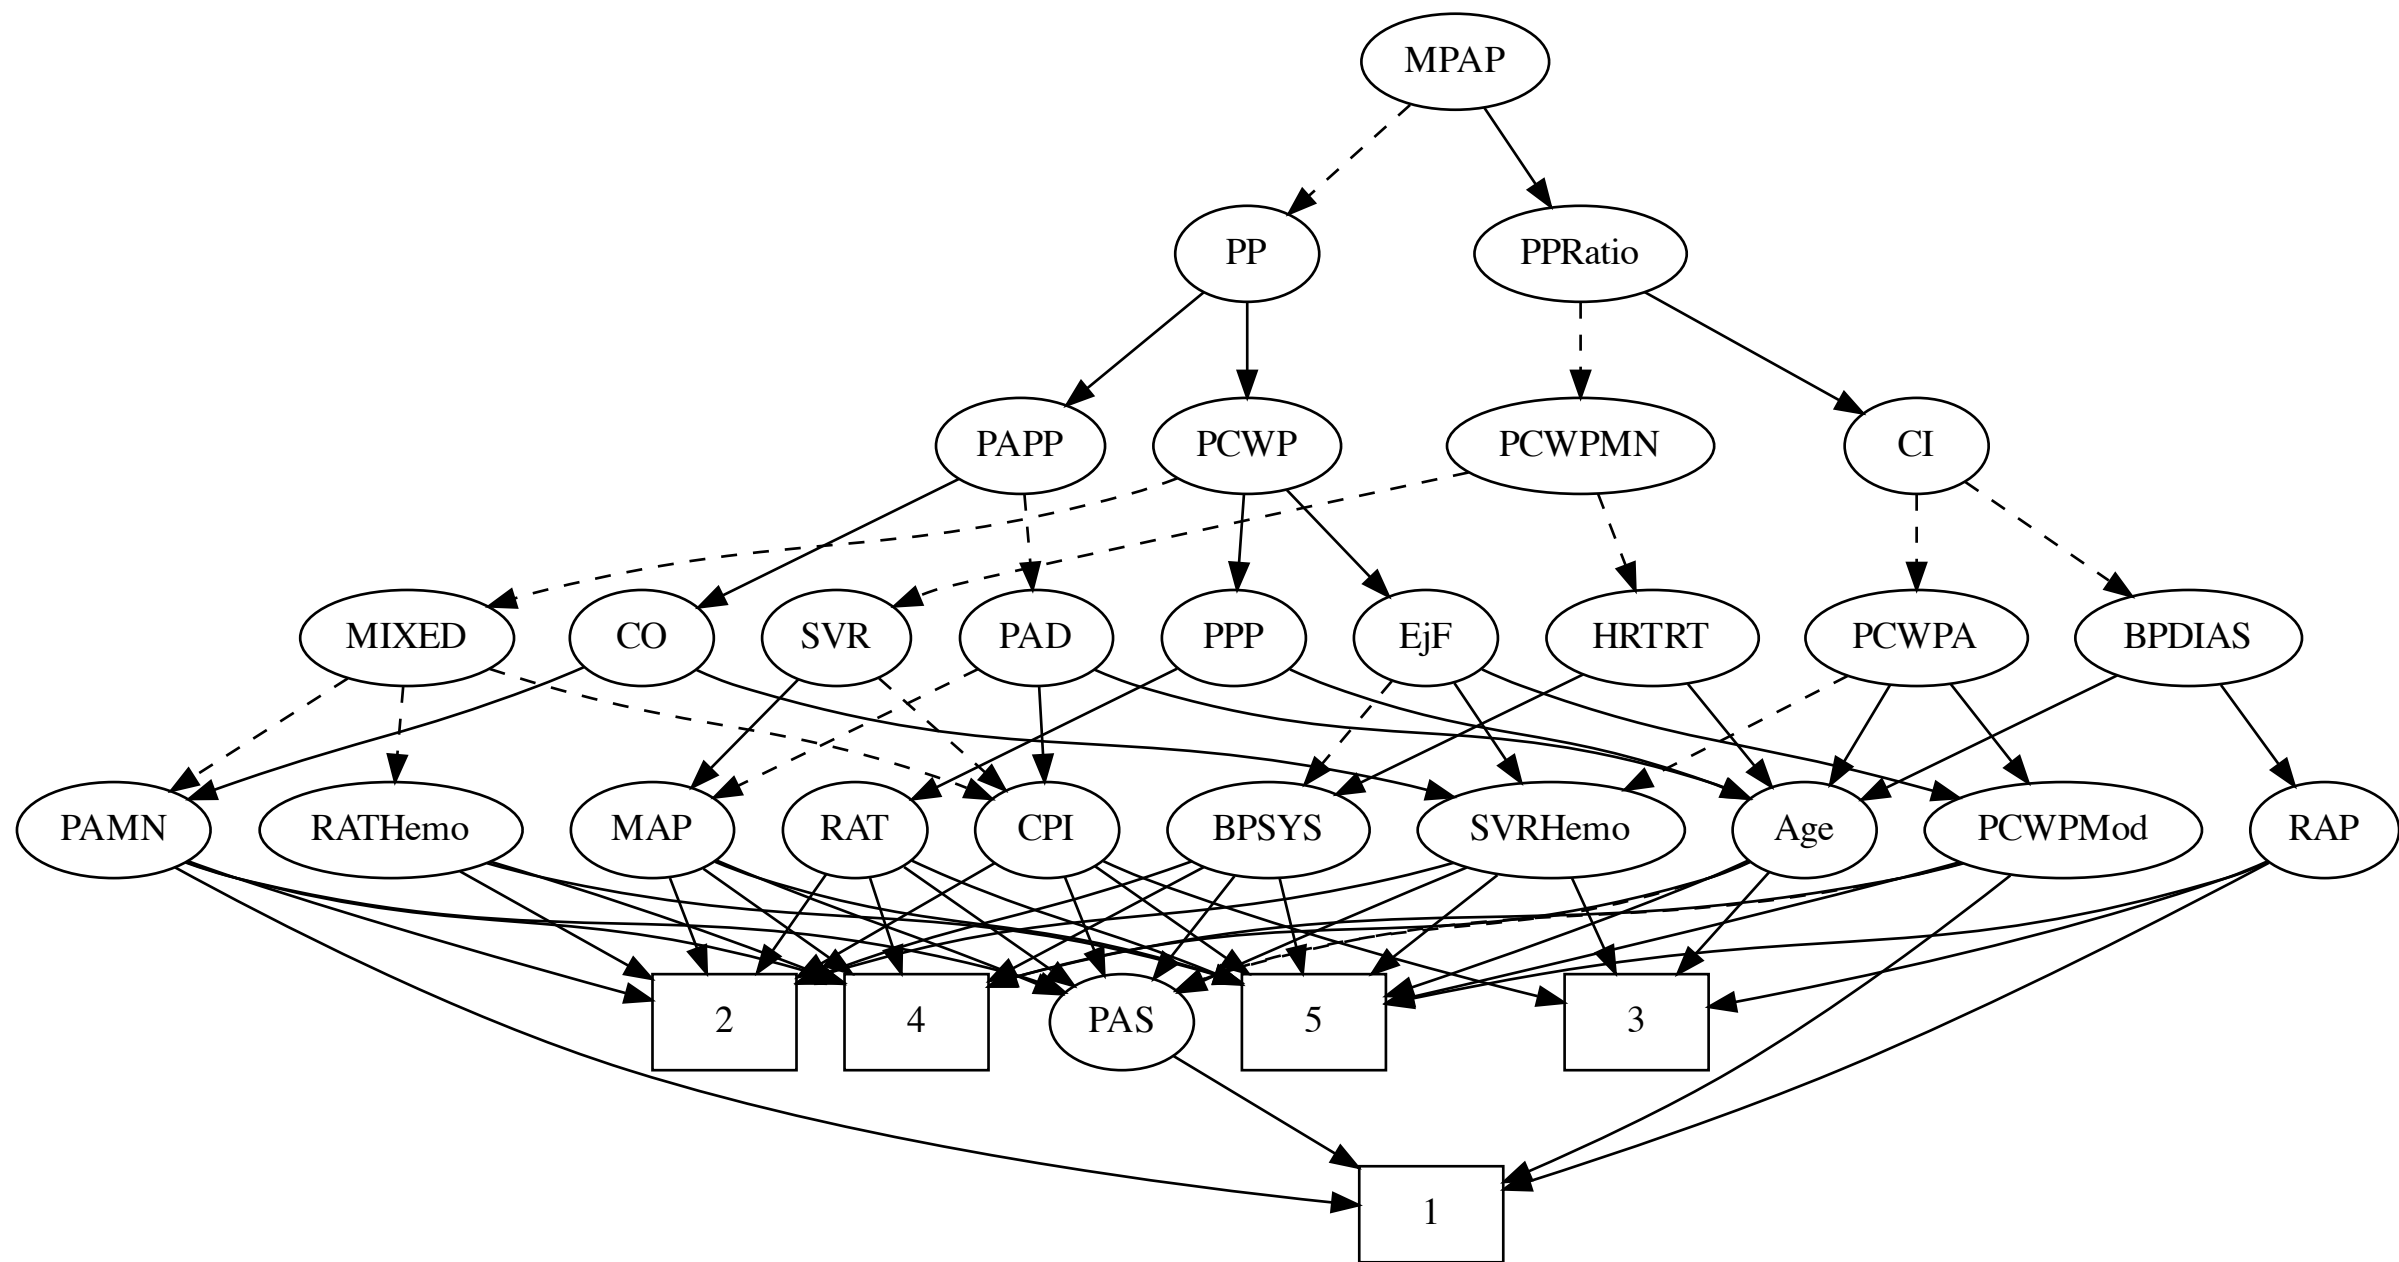 MPAP
PP
PPRatio
PAPP
PCWP
PCWPMN
CI
MIXED
CO
SVR
PAD
PPP
EjF
HRTRT
PCWPA
BPDIAS
PAMN
RATHemo
MAP
RAT
CPI
BPSYS
SVRHemo
Age
PCWPMod
RAP
2
4
PAS
5
3
1